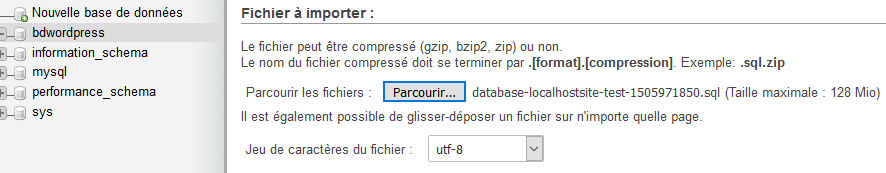 Nouvelle base de données
bdwordpress
information_schema
mysql
performance_schema
sys
Fichier à importer :
Le fichier peut être compressé (gzip, bzip2, zip) ou non.
Le nom du fichier compressé doit se terminer par .[format].[compression]. Exemple: .sql.zip
Parcourir les fichiers : Parcourir... database-localhostsite-test-1505971850.sql (Taille maximale : 128 Mio)
Il est également possible de glisser-déposer un fichier sur n'importe quelle page.
Jeu de caractères du fichier : utf-8